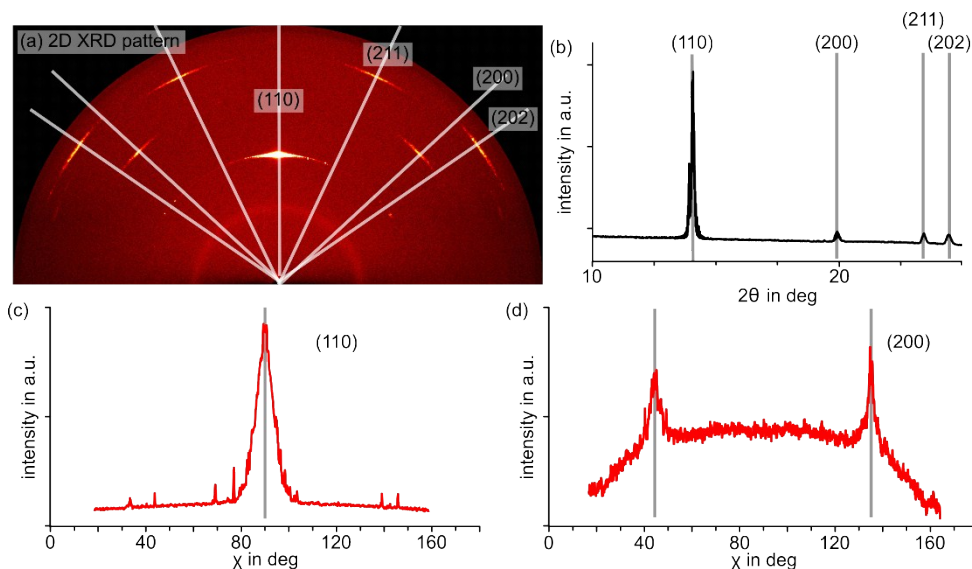 (a) 2D XRD pattern
(211)
(110)
(200)
(202)
(b)
(211)
(110)
(200)
(202)
intensity in a.u.
10
20
2θ in deg
(c)
(110)
intensity in a.u.
0
40
80
120
160
χ in deg
(d)
(200)
intensity in a.u.
0
40
80
120
160
χ in deg